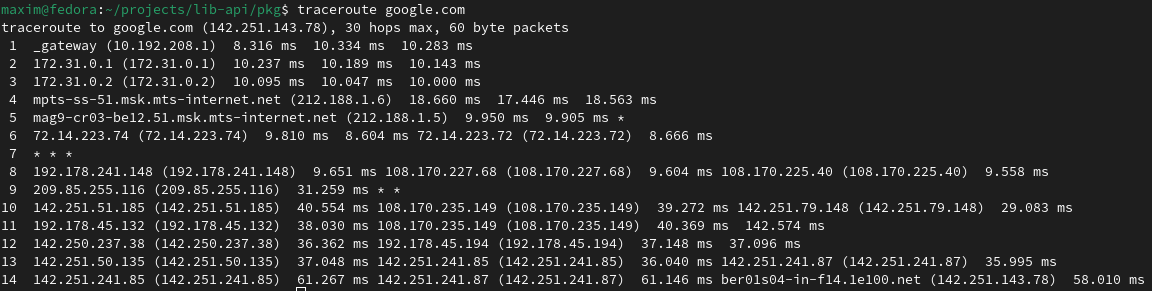 maxim@fedora:~/projects/lib-api/pkg$ traceroute google.com
traceroute to google.com (142.251.143.78), 30 hops max, 60 byte packets
 1  _gateway (10.192.208.1)  8.316 ms  10.334 ms  10.283 ms
 2  172.31.0.1 (172.31.0.1)  10.237 ms  10.189 ms  10.143 ms
 3  172.31.0.2 (172.31.0.2)  10.095 ms  10.047 ms  10.000 ms
 4  mpts-ss-51.msk.mts-internet.net (212.188.1.6)  18.660 ms  17.446 ms  18.563 ms
 5  mag9-cr03-be12.51.msk.mts-internet.net (212.188.1.5)  9.950 ms  9.905 ms *
 6  72.14.223.74 (72.14.223.74)  9.810 ms  8.604 ms 72.14.223.72 (72.14.223.72)  8.666 ms
 7  * * *
 8  192.178.241.148 (192.178.241.148)  9.651 ms 108.170.227.68 (108.170.227.68)  9.604 ms 108.170.225.40 (108.170.225.40)  9.558 ms
 9  209.85.255.116 (209.85.255.116)  31.259 ms * *
10  142.251.51.185 (142.251.51.185)  40.554 ms 108.170.235.149 (108.170.235.149)  39.272 ms 142.251.79.148 (142.251.79.148)  29.083 ms
11  192.178.45.132 (192.178.45.132)  38.030 ms 108.170.235.149 (108.170.235.149)  40.369 ms  142.574 ms
12  142.250.237.38 (142.250.237.38)  36.362 ms 192.178.45.194 (192.178.45.194)  37.148 ms  37.096 ms
13  142.251.50.135 (142.251.50.135)  37.048 ms 142.251.241.85 (142.251.241.85)  36.040 ms 142.251.241.87 (142.251.241.87)  35.995 ms
14  142.251.241.85 (142.251.241.85)  61.267 ms 142.251.241.87 (142.251.241.87)  61.146 ms ber01s04-in-f14.1e100.net (142.251.143.78)  58.010 ms